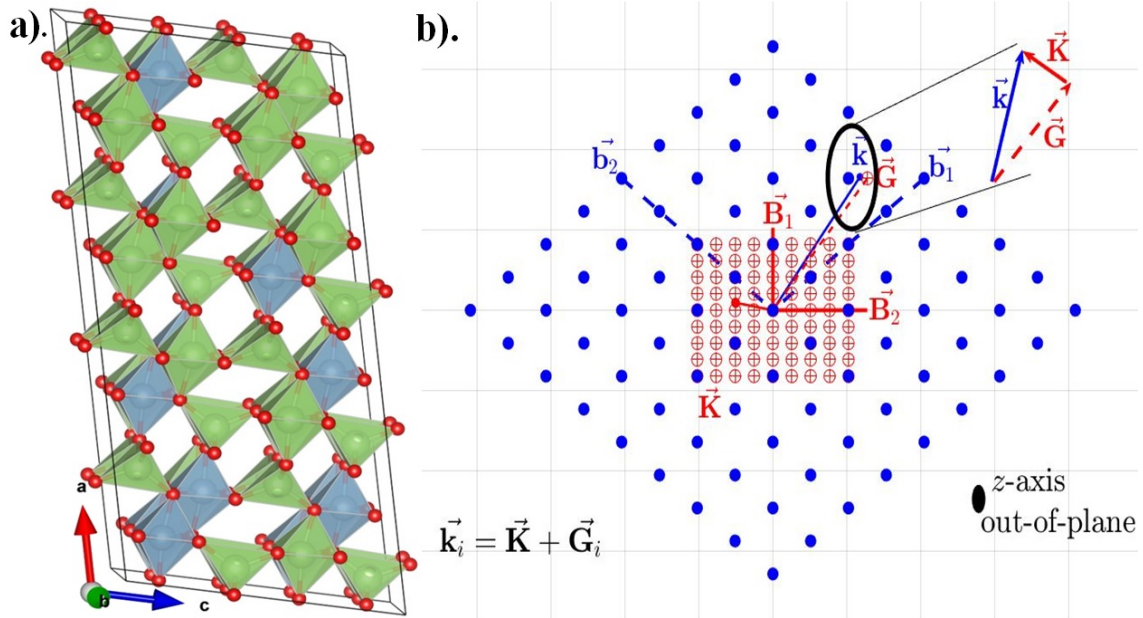 a).
a
b
c
b).
K⃗
k⃗
G⃗
b⃗₂
k⃗
G⃗
b⃗₁
B⃗₁
B⃗₂
K⃗
z-axis
out-of-plane
k⃗ᵢ = K⃗ + G⃗ᵢ